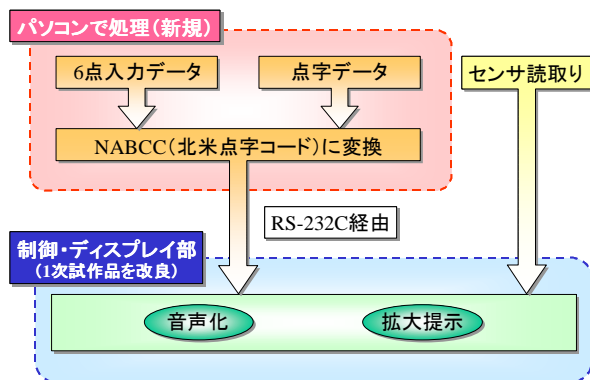 パソコンで処理（新規）
6点入力データ
点字データ
センサ読取り
NABCC（北米点字コード）に変換
RS-232C経由
制御・ディスプレイ部
（1次試作品を改良）
音声化
拡大提示